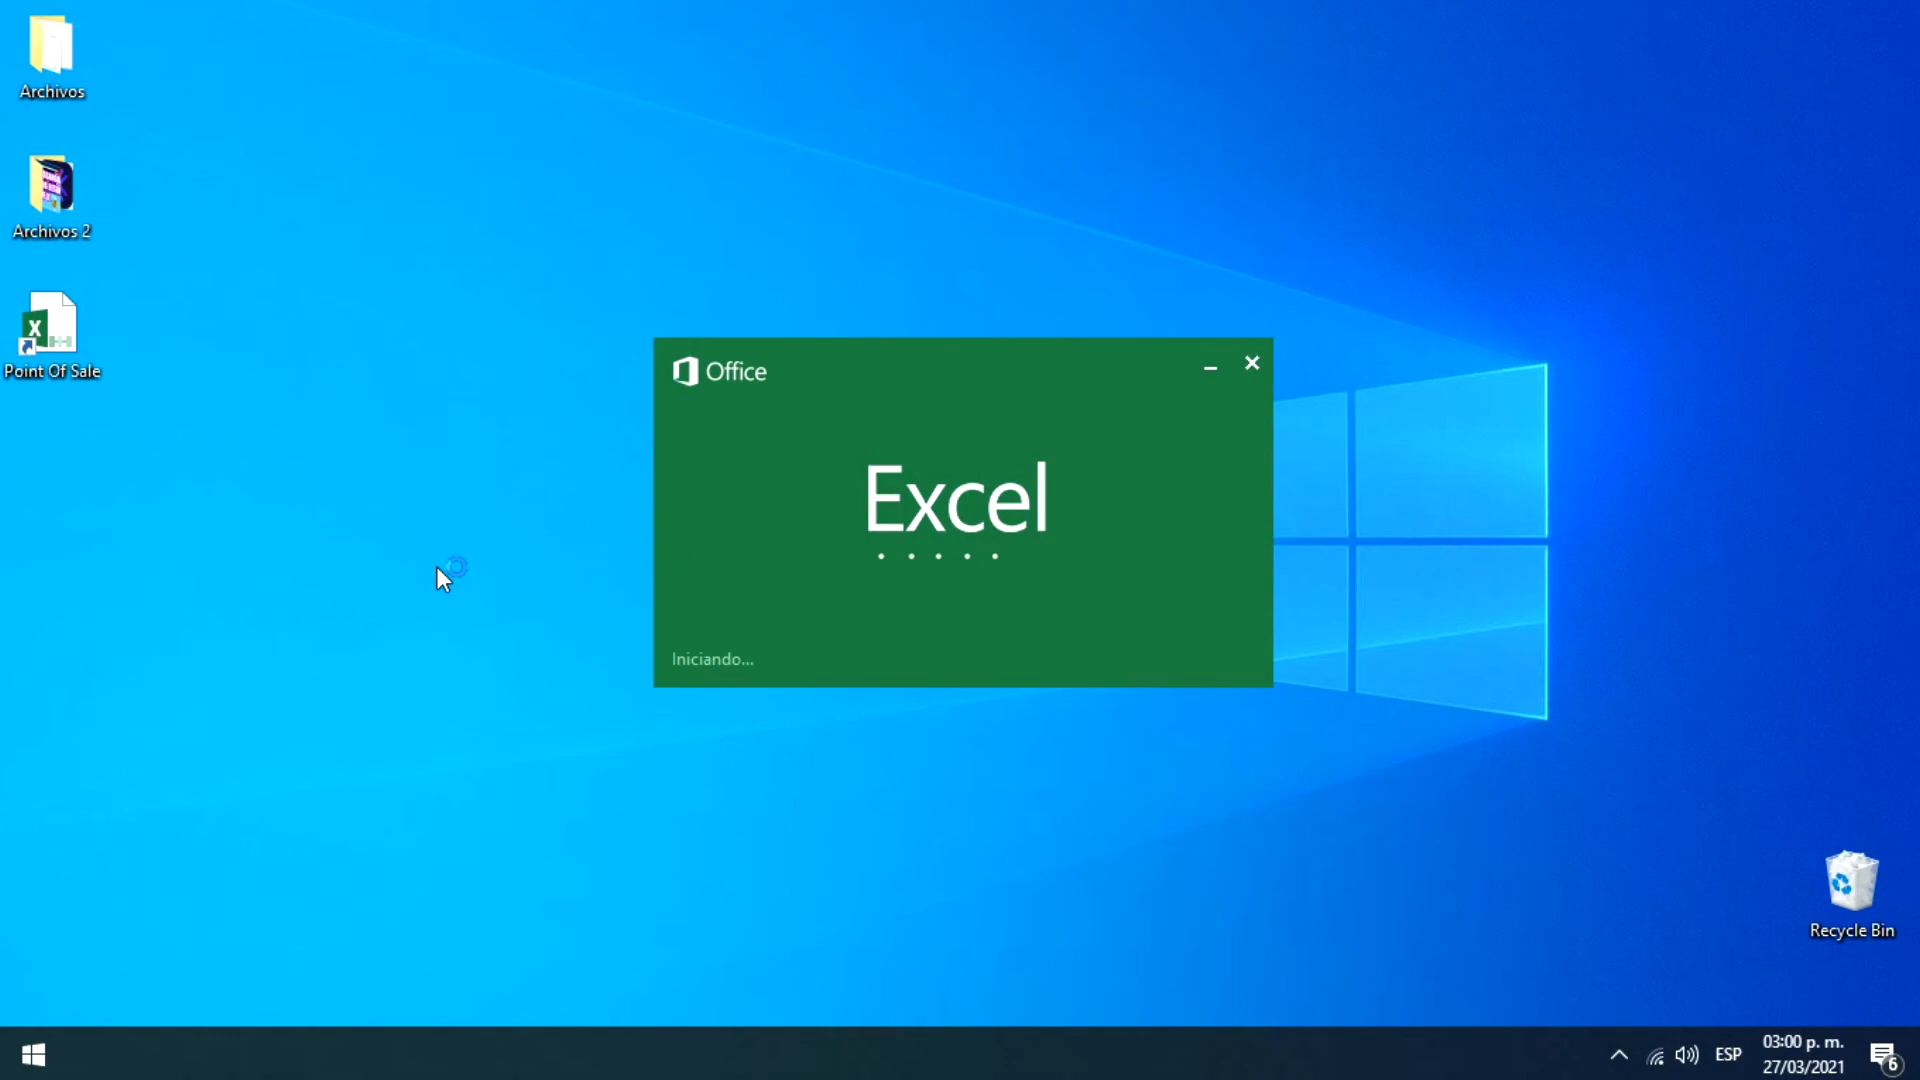 Archivos
Archivos 2
Point Of Sale
Office
Excel
Iniciando...
Recycle Bin
ESP
03:00 p. m.
27/03/2021
6